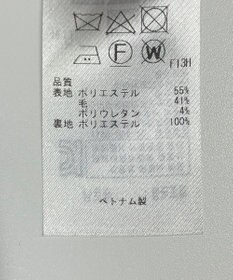 F W
F13H
品質
表地 ポリエステル 55%
毛 41%
ポリウレタン 4%
裏地 ポリエステル 100%
ベトナム製